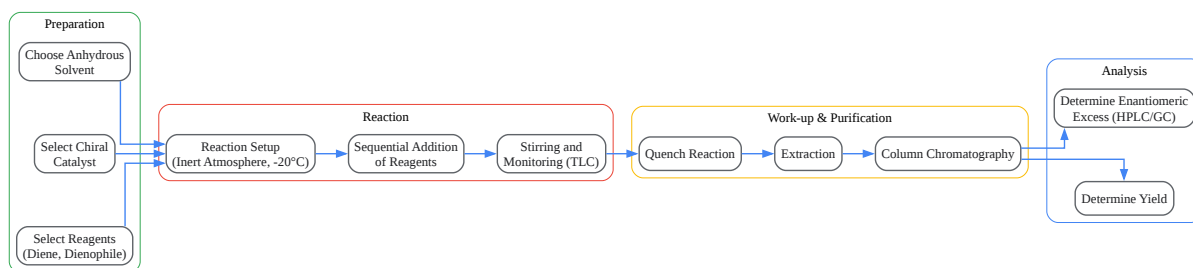 Preparation
Choose Anhydrous
Solvent
Select Chiral
Catalyst
Select Reagents
(Diene, Dienophile)
Reaction
Reaction Setup
(Inert Atmosphere, -20°C)
Sequential Addition
of Reagents
Stirring and
Monitoring (TLC)
Work-up & Purification
Quench Reaction
Extraction
Column Chromatography
Analysis
Determine Enantiomeric
Excess (HPLC/GC)
Determine Yield